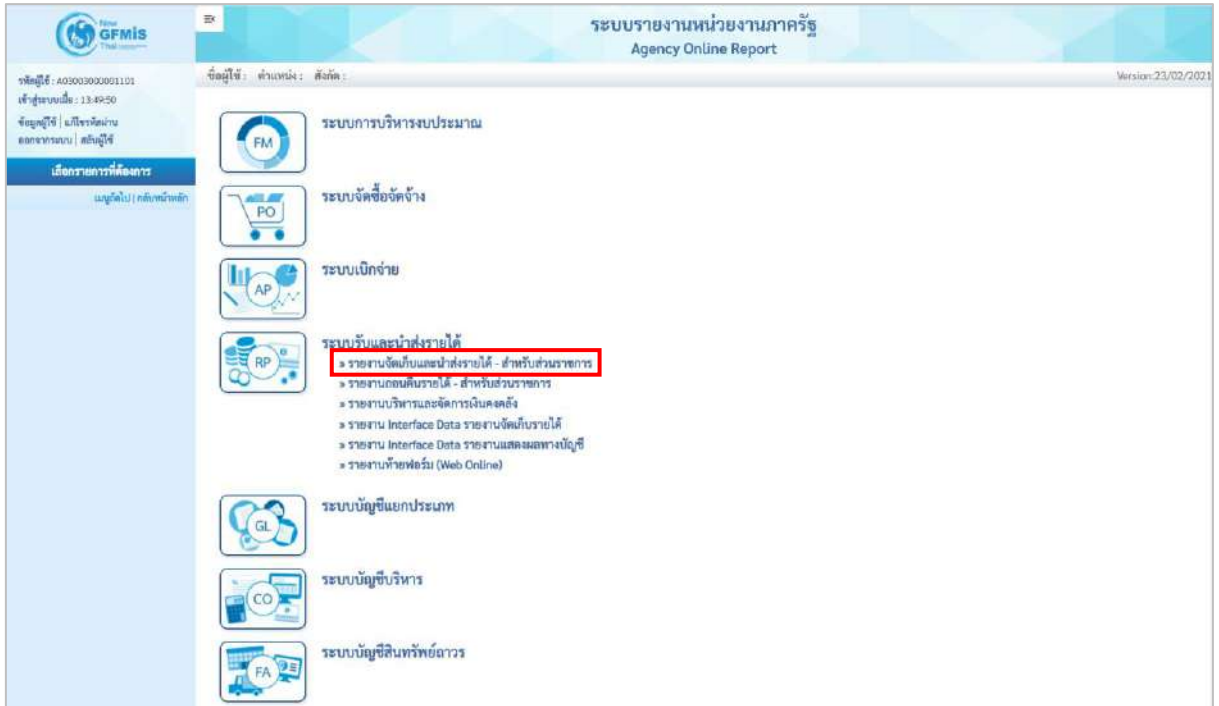 New
GFMIS
Thai
รหัสผู้ใช้ : A03003000001101
เข้าสู่ระบบเมื่อ : 13:49:50
ข้อมูลผู้ใช้ | แก้ไขรหัสผ่าน
ออกจากระบบ | สลับผู้ใช้
เลือกรายการที่ต้องการ
เมนูถัดไป | กลับหน้าหลัก
ระบบรายงานหน่วยงานภาครัฐ
Agency Online Report
ชื่อผู้ใช้ : ตำแหน่ง : สังกัด :
Version:23/02/2021
FM
ระบบการบริหารงบประมาณ
PO
ระบบจัดซื้อจัดจ้าง
AP
ระบบเบิกจ่าย
RP
ระบบรับและนำส่งรายได้
» รายงานจัดเก็บและนำส่งรายได้ - สำหรับส่วนราชการ
» รายงานถอนคืนรายได้ - สำหรับส่วนราชการ
» รายงานบริหารและจัดการเงินคงคลัง
» รายงาน Interface Data รายงานจัดเก็บรายได้
» รายงาน Interface Data รายงานแสดงผลทางบัญชี
» รายงานท้ายฟอร์ม (Web Online)
GL
ระบบบัญชีแยกประเภท
CO
ระบบบัญชีบริหาร
FA
ระบบบัญชีสินทรัพย์ถาวร